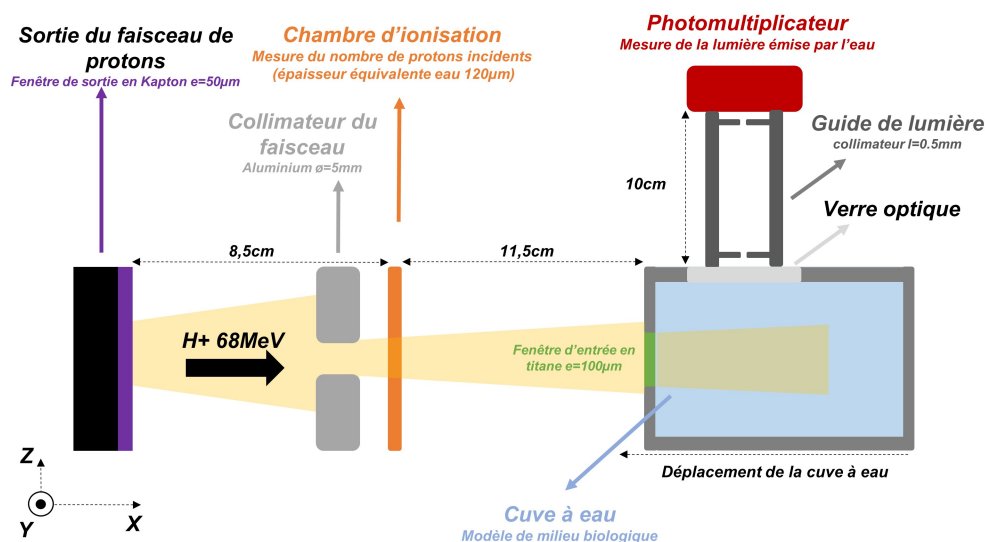 Sortie du faisceau de
protons
Fenêtre de sortie en Kapton e=50µm
Chambre d'ionisation
Mesure du nombre de protons incidents
(épaisseur équivalente eau 120µm)
Photomultiplicateur
Mesure de la lumière émise par l'eau
Collimateur du
faisceau
Aluminium ø=5mm
Guide de lumière
collimateur l=0.5mm
10cm
Verre optique
8,5cm
11,5cm
H+ 68MeV
Fenêtre d'entrée en
titane e=100µm
Z
Y
X
Déplacement de la cuve à eau
Cuve à eau
Modèle de milieu biologique